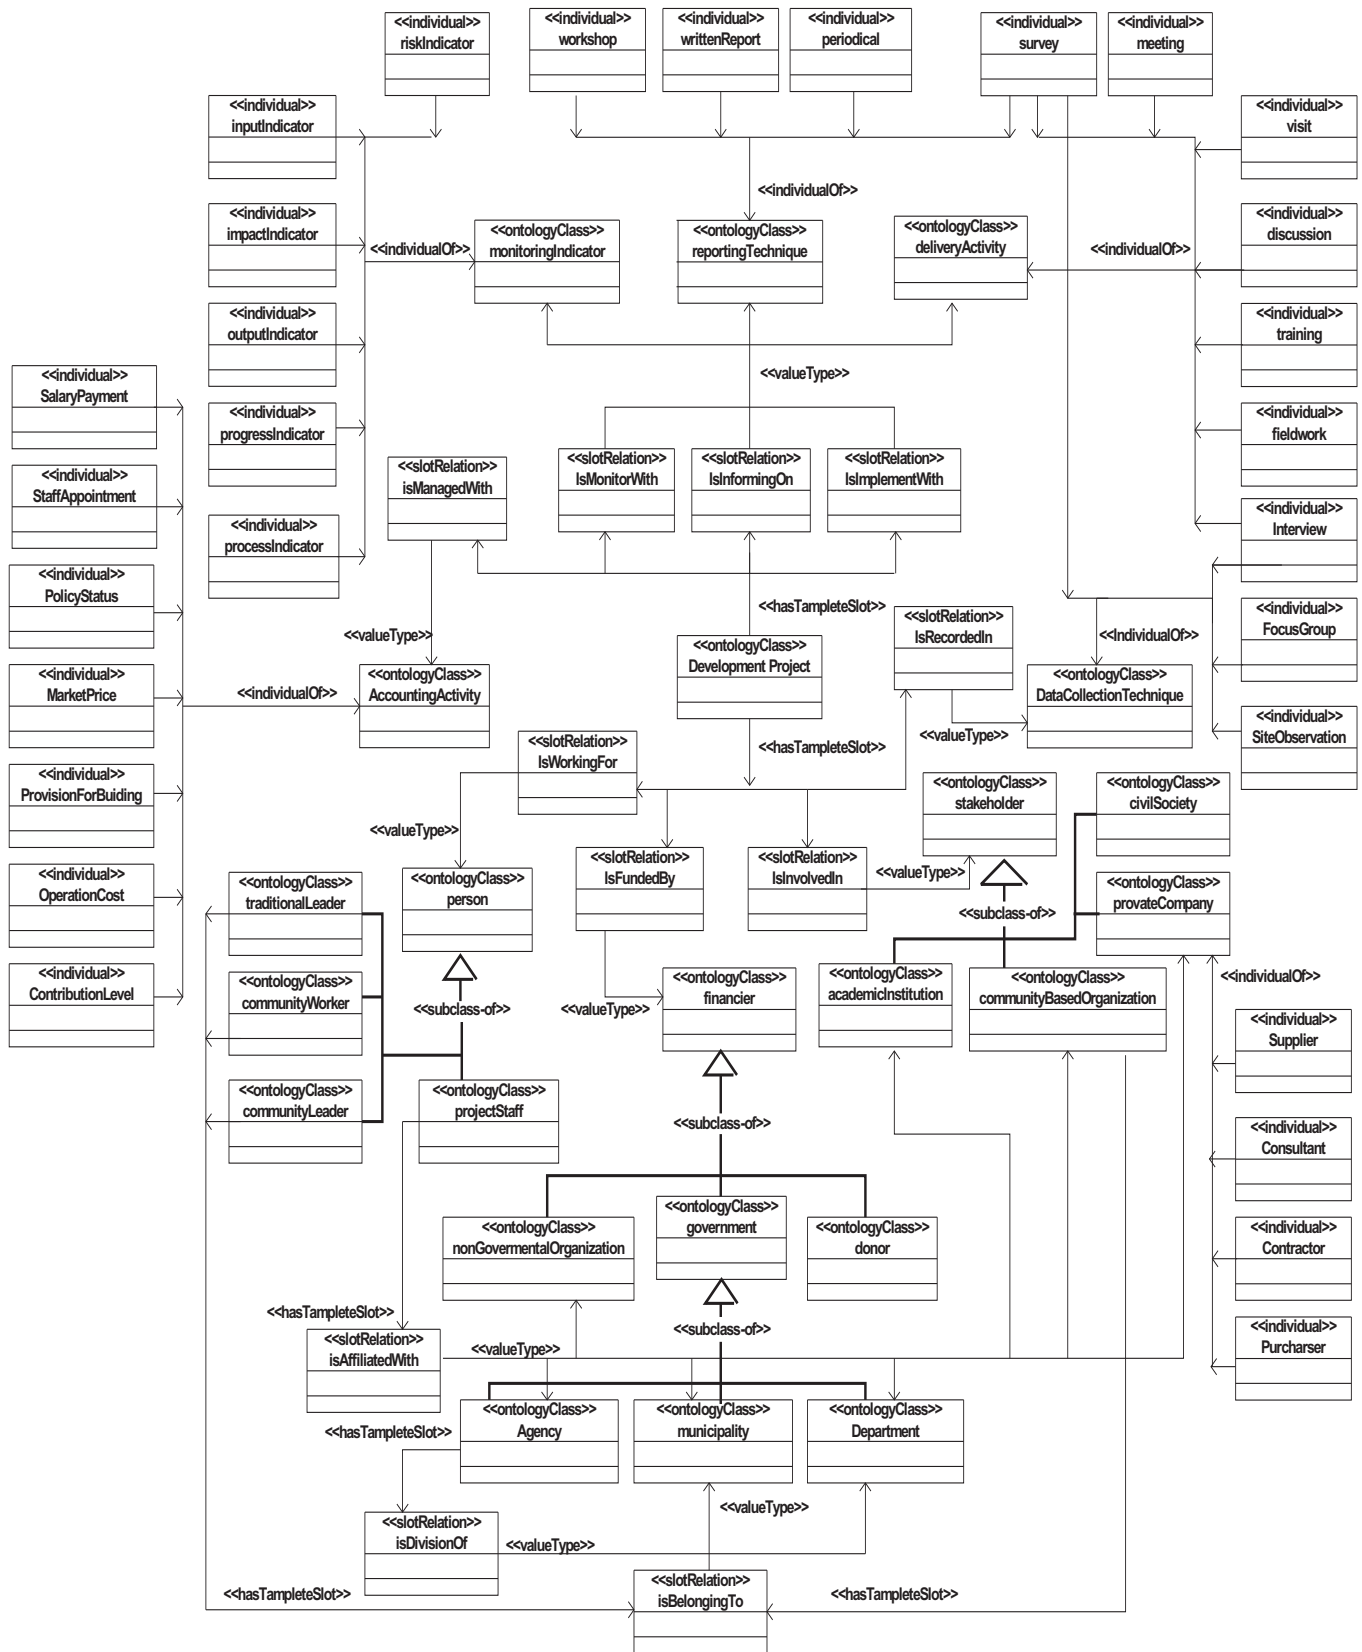 <<individual>>
riskIndicator
<<individual>>
workshop
<<individual>>
writtenReport
<<individual>>
periodical
<<individual>>
survey
<<individual>>
meeting
<<individual>>
inputIndicator
<<individual>>
visit
<<individualOf>>
<<individual>>
impactIndicator
<<individualOf>>
<<ontologyClass>>
monitoringIndicator
<<ontologyClass>>
reportingTechnique
<<ontologyClass>>
deliveryActivity
<<individualOf>>
<<individual>>
discussion
<<individual>>
outputIndicator
<<individual>>
training
<<individual>>
SalaryPayment
<<valueType>>
<<individual>>
progressIndicator
<<individual>>
fieldwork
<<slotRelation>>
isManagedWith
<<slotRelation>>
IsMonitorWith
<<slotRelation>>
IsInformingOn
<<slotRelation>>
IsImplementWith
<<individual>>
StaffAppointment
<<individual>>
processIndicator
<<individual>>
Interview
<<individual>>
PolicyStatus
<<hasTampleteSlot>>
<<slotRelation>>
IsRecordedIn
<<individual>>
FocusGroup
<<valueType>>
<<ontologyClass>>
Development Project
<<IndividualOf>>
<<individual>>
MarketPrice
<<individualOf>>
<<ontologyClass>>
AccountingActivity
<<ontologyClass>>
DataCollectionTechnique
<<individual>>
SiteObservation
<<valueType>>
<<slotRelation>>
IsWorkingFor
<<hasTampleteSlot>>
<<individual>>
ProvisionForBuiding
<<ontologyClass>>
stakeholder
<<ontologyClass>>
civilSociety
<<valueType>>
<<slotRelation>>
IsFundedBy
<<slotRelation>>
IsInvolvedIn
<<valueType>>
<<individual>>
OperationCost
<<ontologyClass>>
traditionalLeader
<<ontologyClass>>
person
<<ontologyClass>>
provateCompany
<<subclass-of>>
<<individual>>
ContributionLevel
<<ontologyClass>>
communityWorker
<<subclass-of>>
<<valueType>>
<<ontologyClass>>
financier
<<ontologyClass>>
academicInstitution
<<ontologyClass>>
communityBasedOrganization
<<individualOf>>
<<individual>>
Supplier
<<ontologyClass>>
communityLeader
<<ontologyClass>>
projectStaff
<<subclass-of>>
<<individual>>
Consultant
<<ontologyClass>>
nonGovermentalOrganization
<<ontologyClass>>
government
<<ontologyClass>>
donor
<<individual>>
Contractor
<<hasTampleteSlot>>
<<slotRelation>>
isAffiliatedWith
<<valueType>>
<<subclass-of>>
<<individual>>
Purcharser
<<hasTampleteSlot>>
<<ontologyClass>>
Agency
<<ontologyClass>>
municipality
<<ontologyClass>>
Department
<<valueType>>
<<slotRelation>>
isDivisionOf
<<valueType>>
<<hasTampleteSlot>>
<<slotRelation>>
isBelongingTo
<<hasTampleteSlot>>